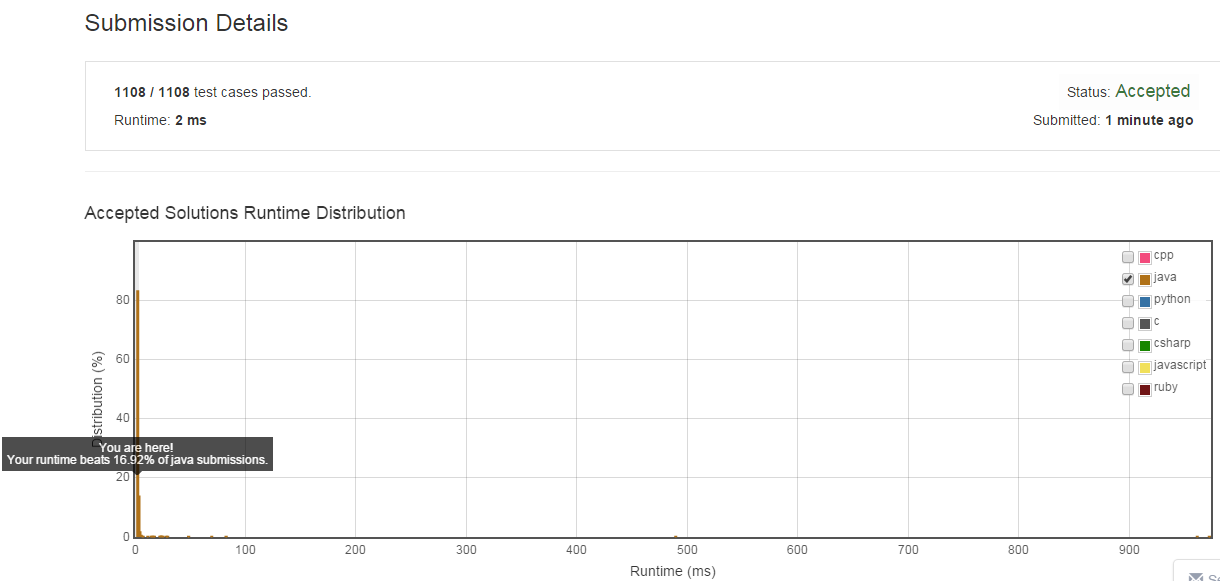 Submission Details
1108 / 1108 test cases passed.
Status: Accepted
Runtime: 2 ms
Submitted: 1 minute ago
Accepted Solutions Runtime Distribution
cpp
java
python
c
csharp
javascript
ruby
80
60
40
20
0
Distribution (%)
You are here!
Your runtime beats 16.92% of java submissions.
0 100 200 300 400 500 600 700 800 900
Runtime (ms)